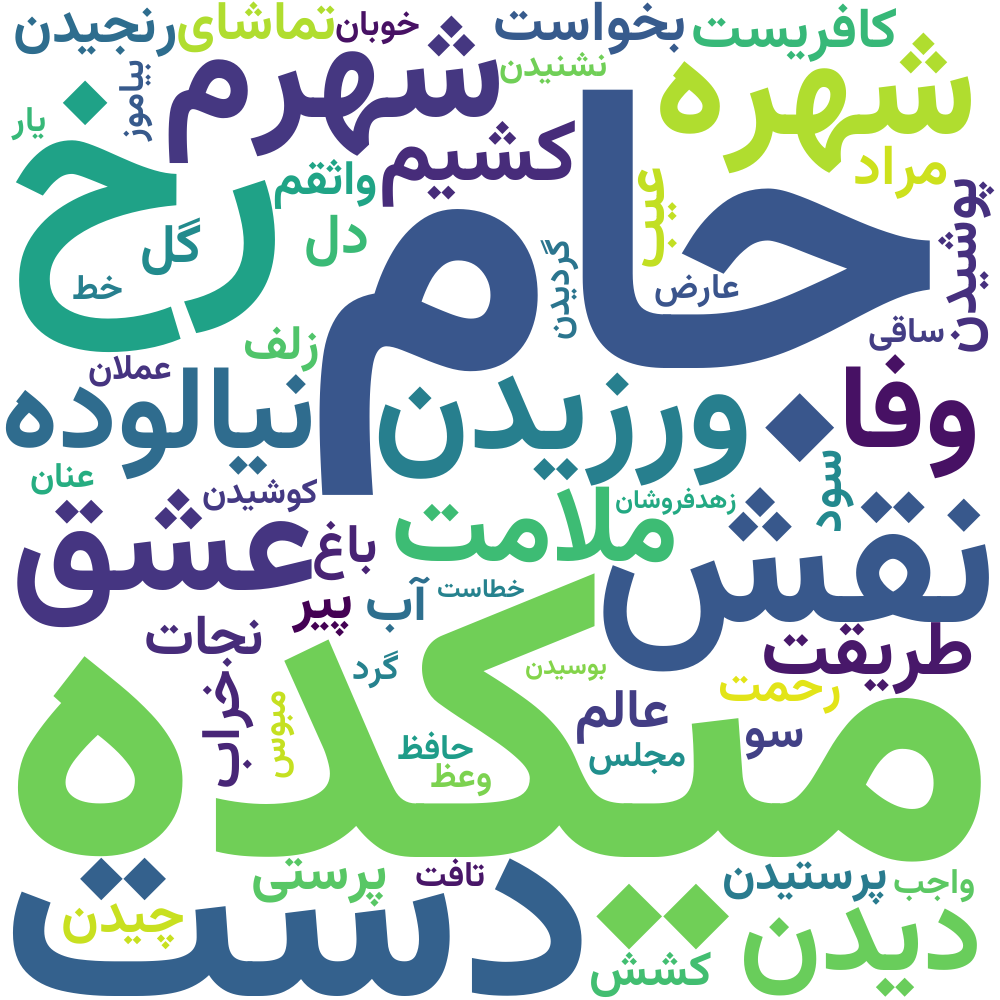 کافریست
بخواست
خوبان
تماشای
رنجیدن
شهره
نشنیدن
شهرم
بیاموز
یار
مراد
کشیم
واثقم
رخ
جام
عیب
پوشیدن
دل
گل
گردیدن
عارض
خط
ساقی
زلف
عملان
وفا
ورزیدن
نیالوده
سود
عنان
کوشیدن
زهدفروشان
نقش
ملامت
باغ
عشق
خطاست
آب
پیر
نجات
طریقت
میکده
بوسیدن
گرد
رحمت
عالم
خراب
مبوس
سو
حافظ
مجلس
وعظ
پرستیدن
واجب
تافت
پرستی
دست
چیدن
دیدن
کشش